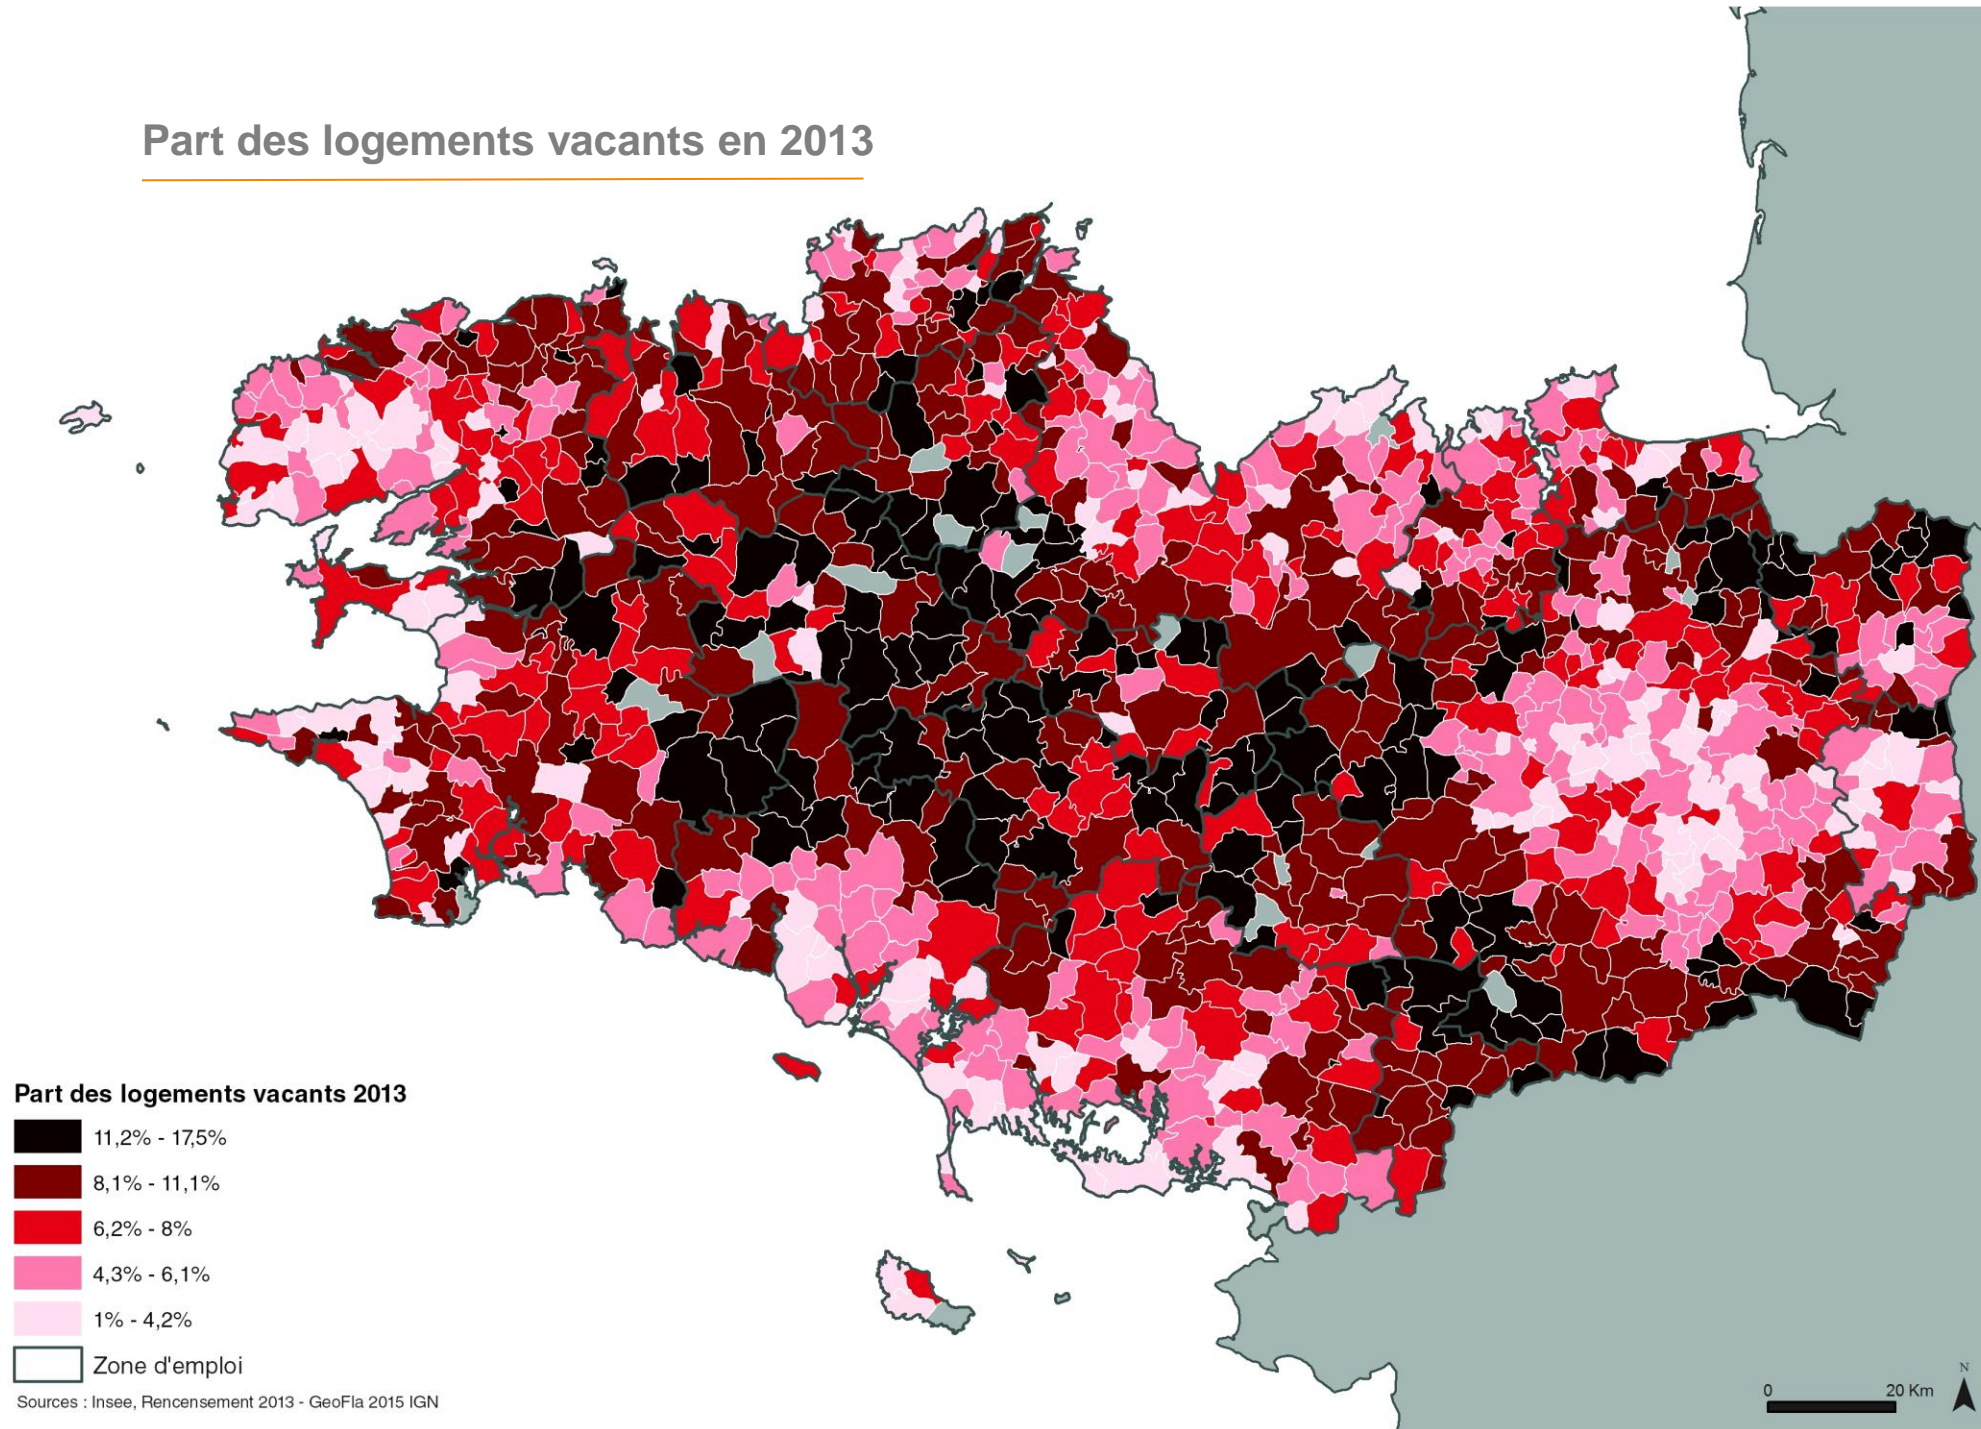 Part des logements vacants en 2013
Part des logements vacants 2013
11,2% - 17,5%
8,1% - 11,1%
6,2% - 8%
4,3% - 6,1%
1% - 4,2%
Zone d'emploi
Sources : Insee, Rencensement 2013 - GeoFla 2015 IGN
0 20 Km
N